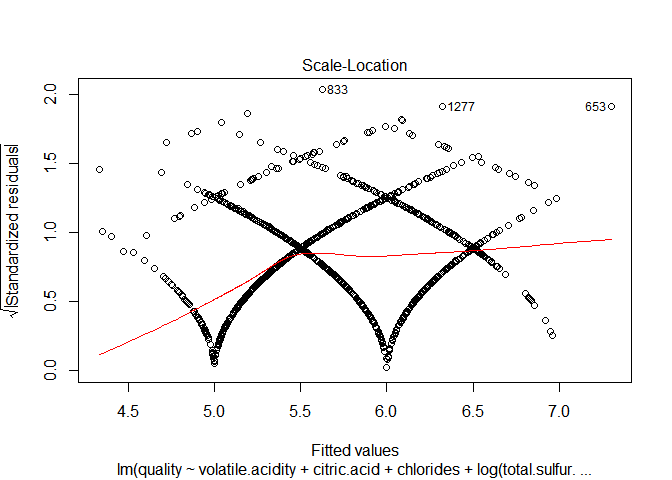 Scale-Location
√|Standardized residuals|
2.0
1.5
1.0
0.5
0.0
833
1277
653
4.5 5.0 5.5 6.0 6.5 7.0
Fitted values
lm(quality ~ volatile.acidity + citric.acid + chlorides + log(total.sulfur. ...